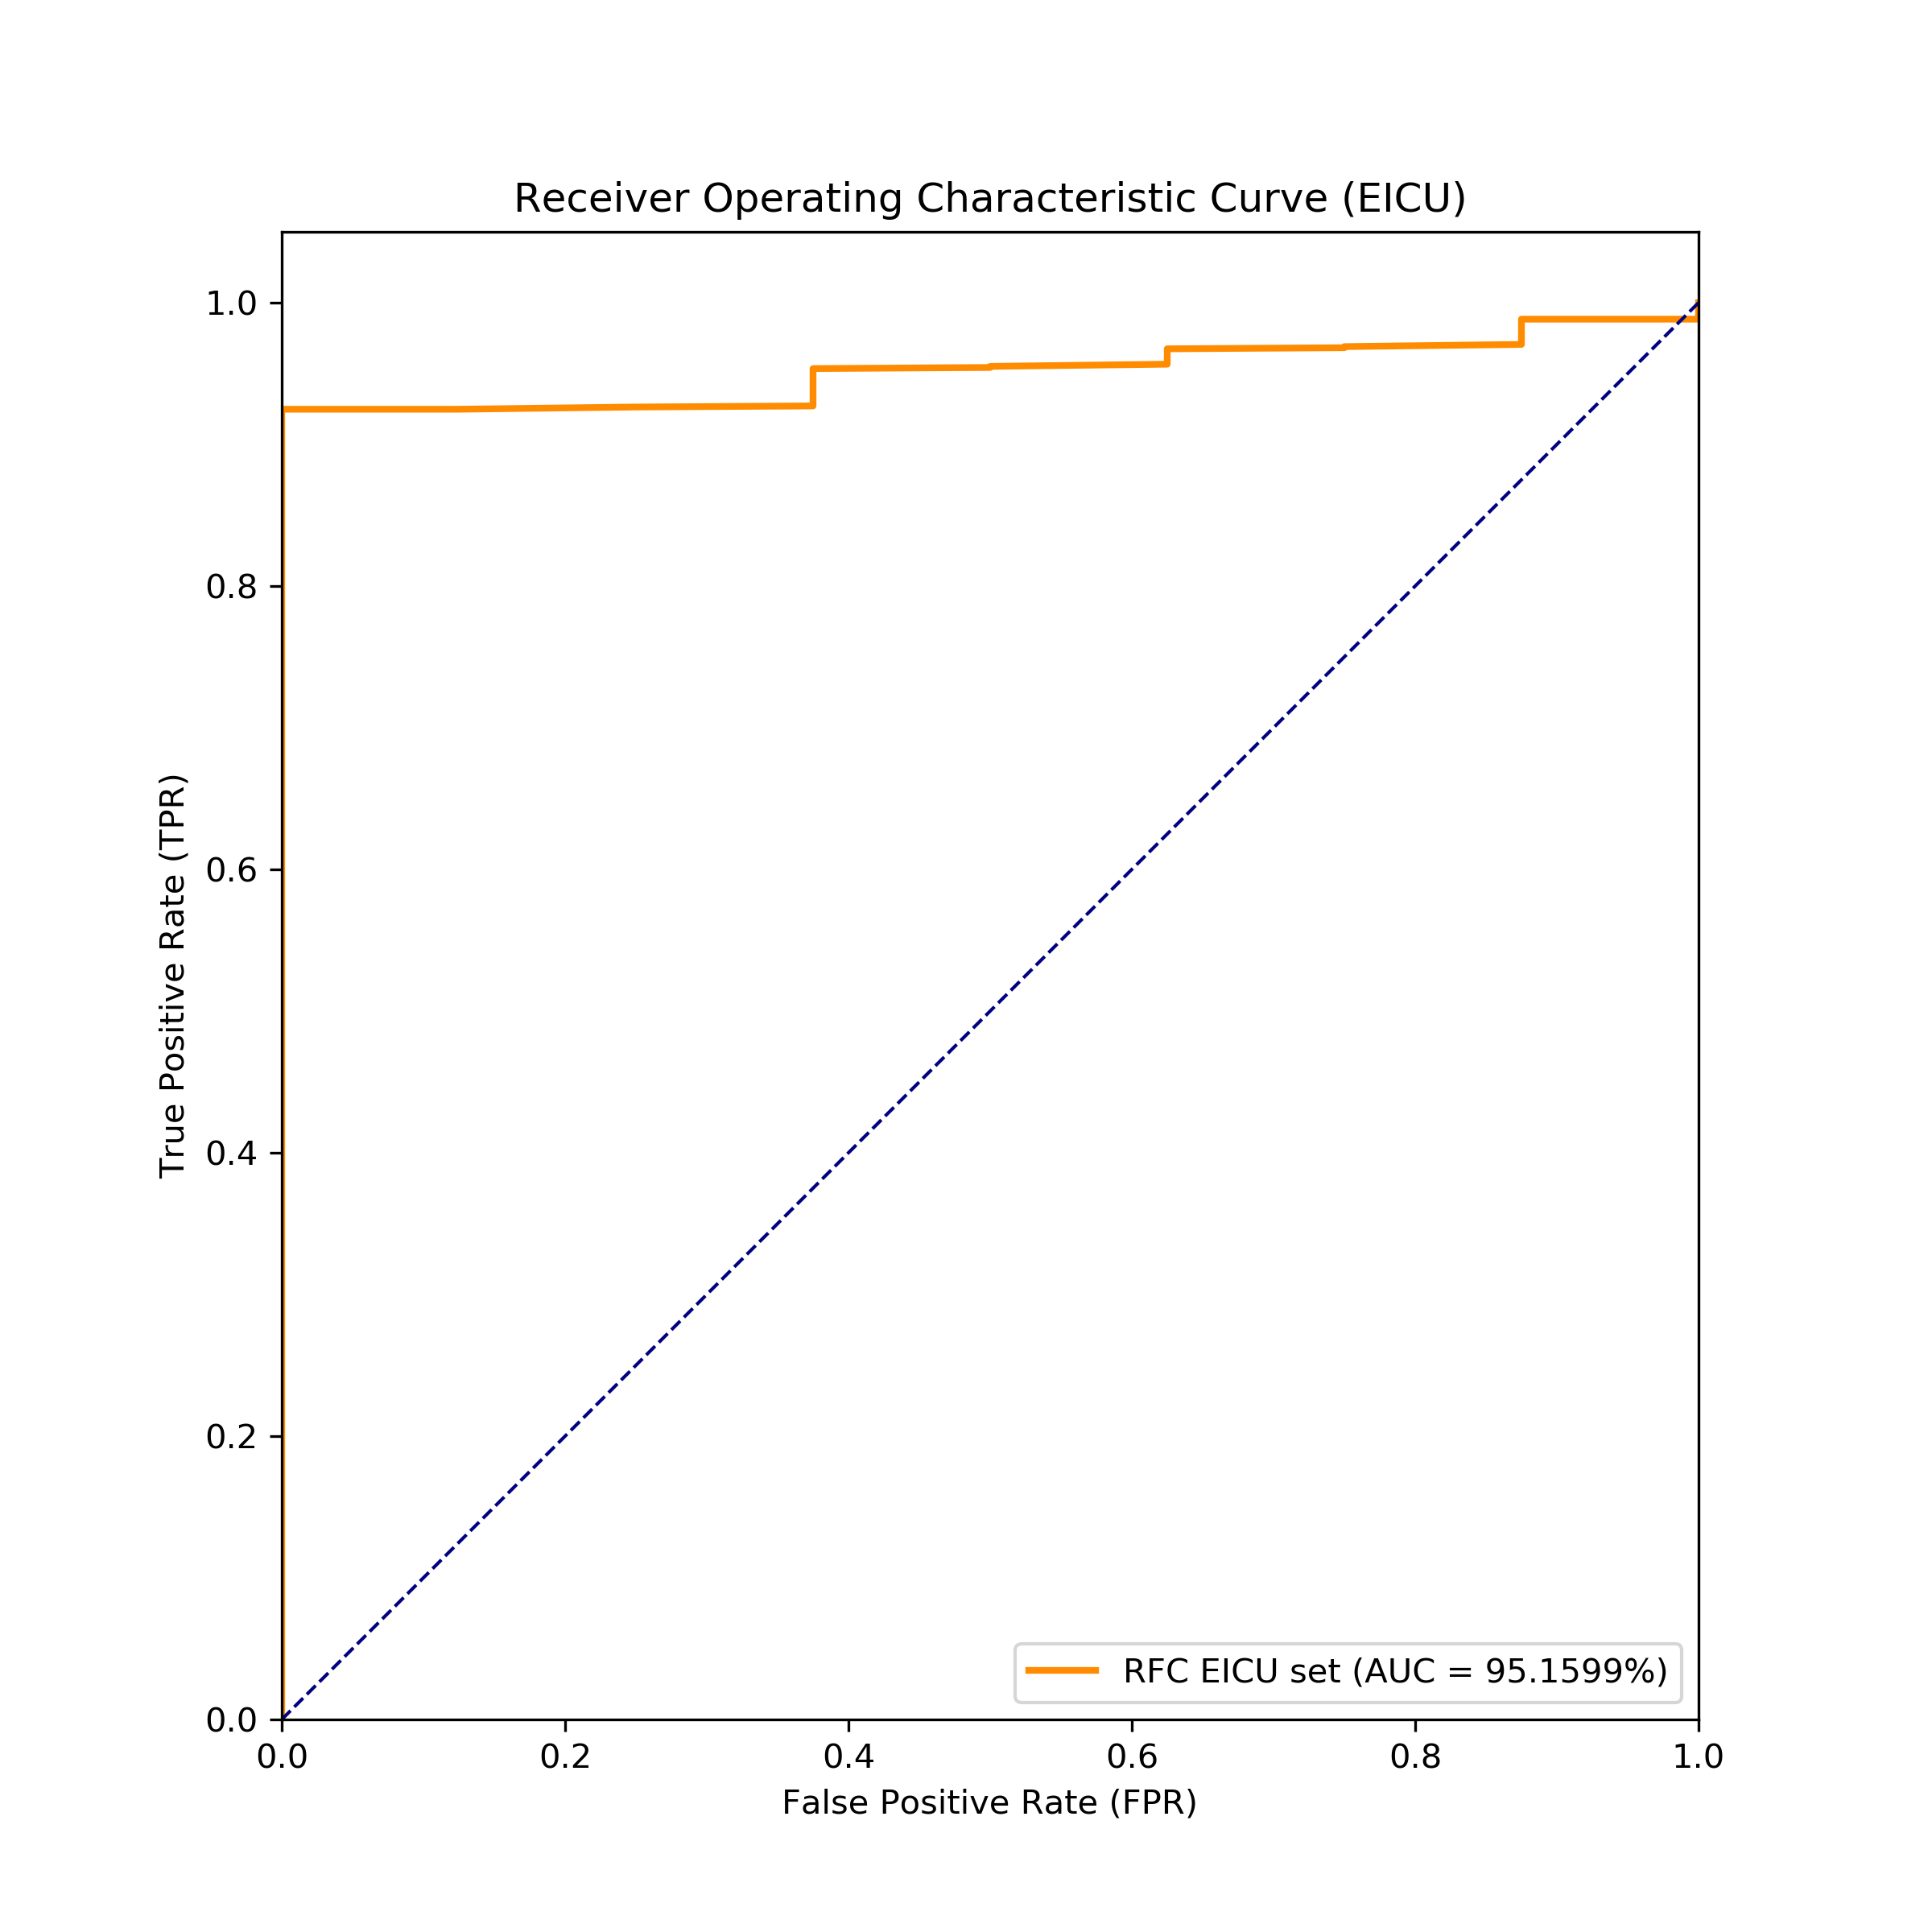 Receiver Operating Characteristic Curve (EICU)
1.0
0.8
0.6
0.4
0.2
0.0
True Positive Rate (TPR)
RFC EICU set (AUC = 95.1599%)
0.0 0.2 0.4 0.6 0.8 1.0
False Positive Rate (FPR)